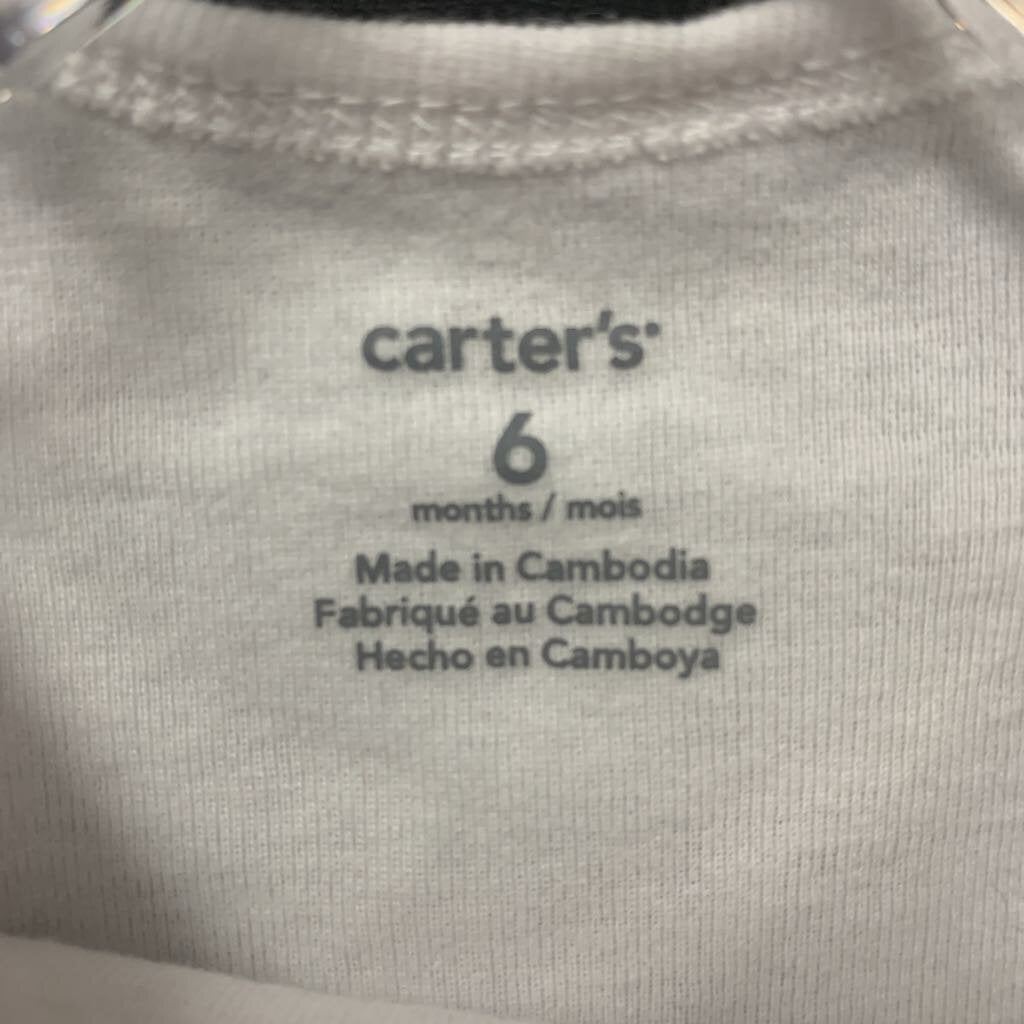 carter's
6
months / mois
Made in Cambodia
Fabriqué au Cambodge
Hecho en Camboya